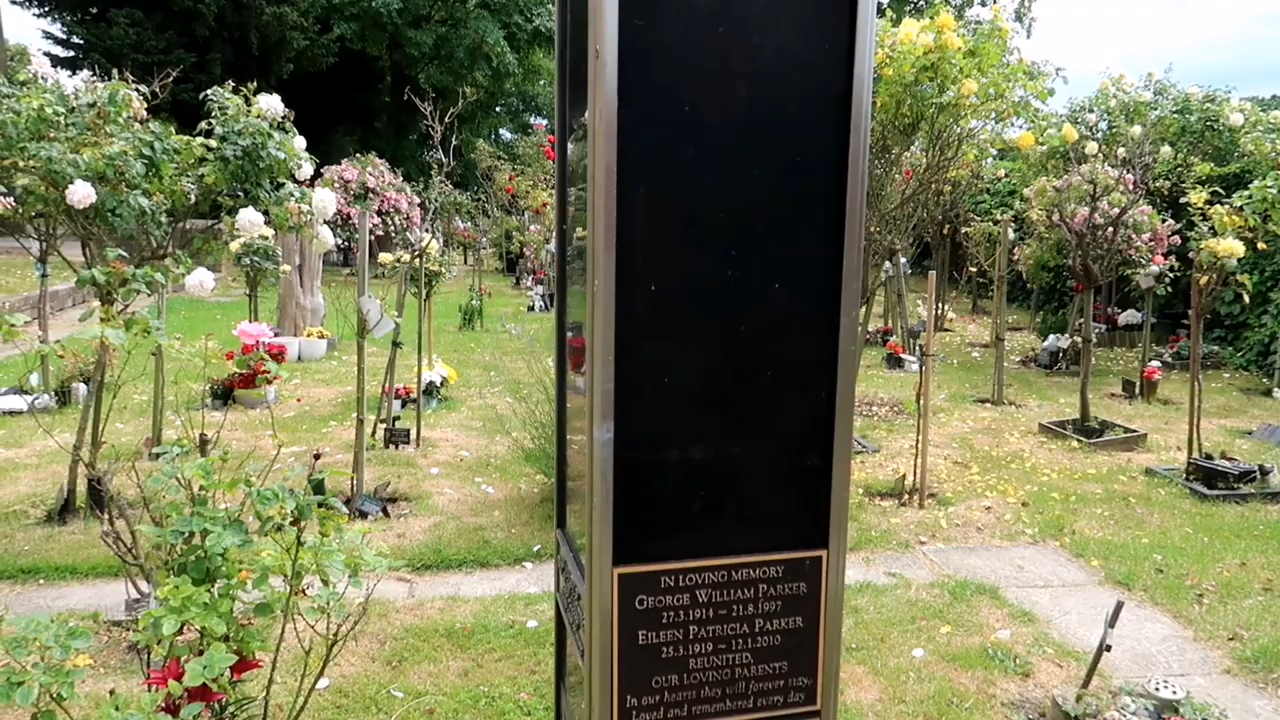 IN LOVING MEMORY
GEORGE WILLIAM PARKER
27.3.1914 ~ 21.8.1997
EILEEN PATRICIA PARKER
25.3.1919 ~ 12.1.2010
REUNITED,
OUR LOVING PARENTS
In our hearts they will forever stay,
Loved and remembered every day